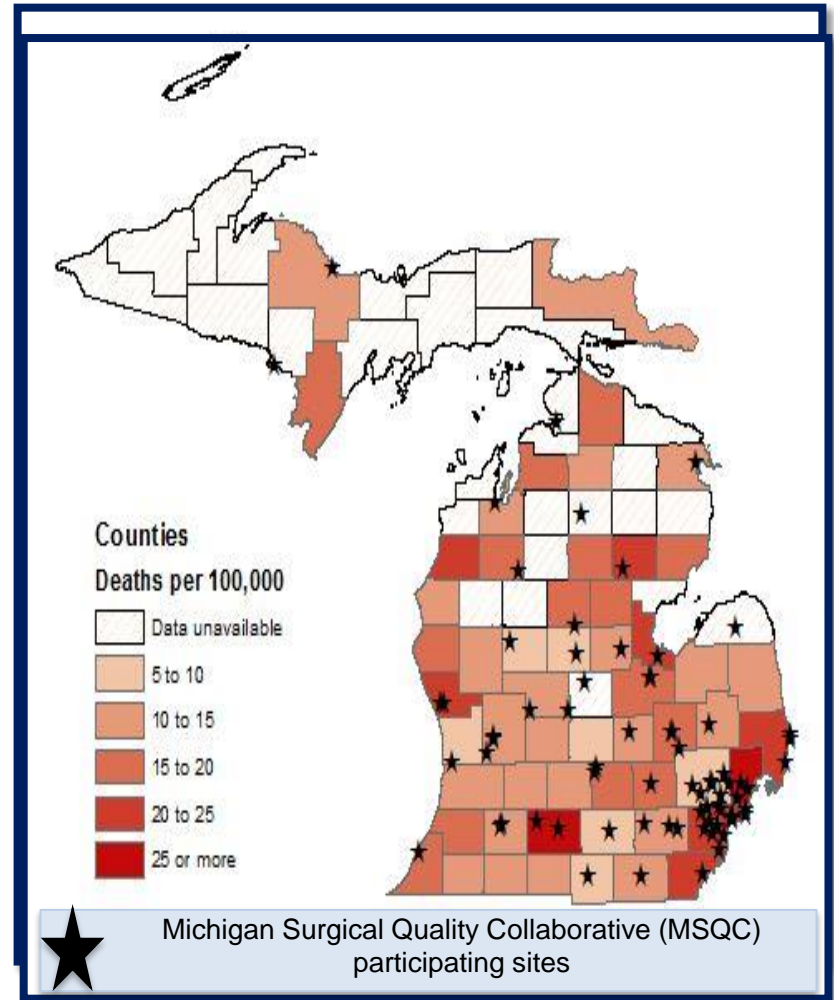 Counties
Deaths per 100,000
Data unavailable
5 to 10
10 to 15
15 to 20
20 to 25
25 or more
Michigan Surgical Quality Collaborative (MSQC)
participating sites